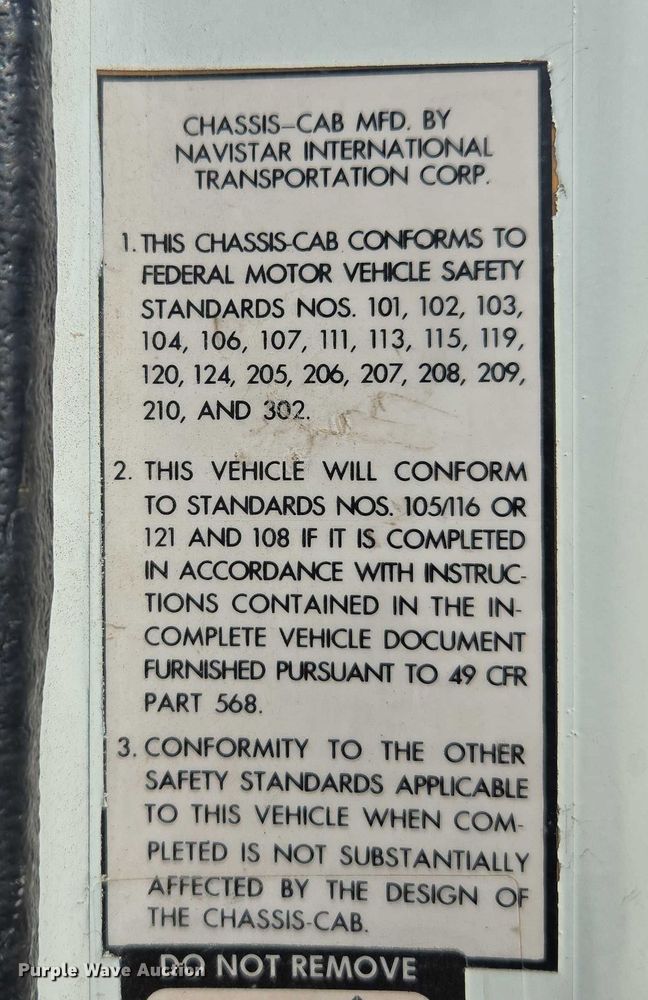 CHASSIS-CAB MFD. BY
NAVISTAR INTERNATIONAL
TRANSPORTATION CORP.
1. THIS CHASSIS-CAB CONFORMS TO
FEDERAL MOTOR VEHICLE SAFETY
STANDARDS NOS. 101, 102, 103,
104, 106, 107, 111, 113, 115, 119,
120, 124, 205, 206, 207, 208, 209,
210, AND 302.
2. THIS VEHICLE WILL CONFORM
TO STANDARDS NOS. 105/116 OR
121 AND 108 IF IT IS COMPLETED
IN ACCORDANCE WITH INSTRUC-
TIONS CONTAINED IN THE IN-
COMPLETE VEHICLE DOCUMENT
FURNISHED PURSUANT TO 49 CFR
PART 568.
3. CONFORMITY TO THE OTHER
SAFETY STANDARDS APPLICABLE
TO THIS VEHICLE WHEN COM-
PLETED IS NOT SUBSTANTIALLY
AFFECTED BY THE DESIGN OF
THE CHASSIS-CAB.
DO NOT REMOVE
Purple Wave Auction